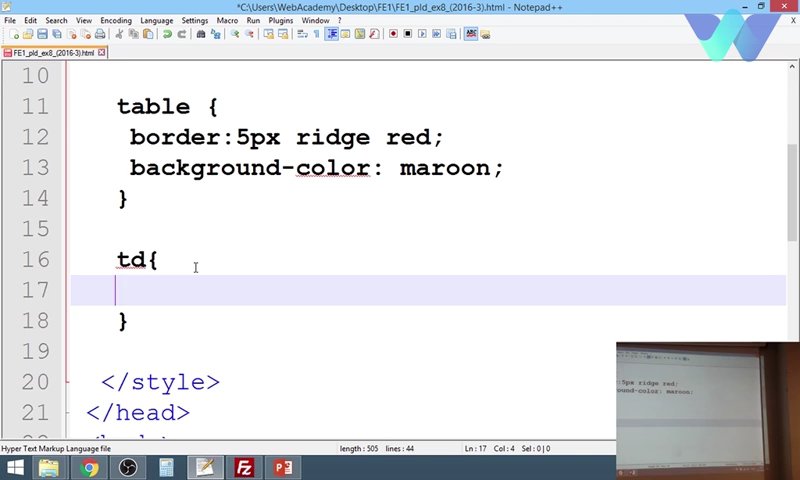 *C:\Users\WebAcademy\Desktop\FE1\FE1_pld_ex8_(2016-3).html - Notepad++
File Edit Search View Encoding Language Settings Macro Run Plugins Window ?
X
FE1_pld_ex8_(2016-3).html
10
11 table {
12 border:5px ridge red;
13 background-color: maroon;
14 }
15
16 td{
17
18 }
19
20 </style>
21 </head>
:5px ridge red;
ound-color: maroon;
Hyper Text Markup Language file length : 505 lines : 44 Ln : 17 Col : 4 Sel : 0 | 0